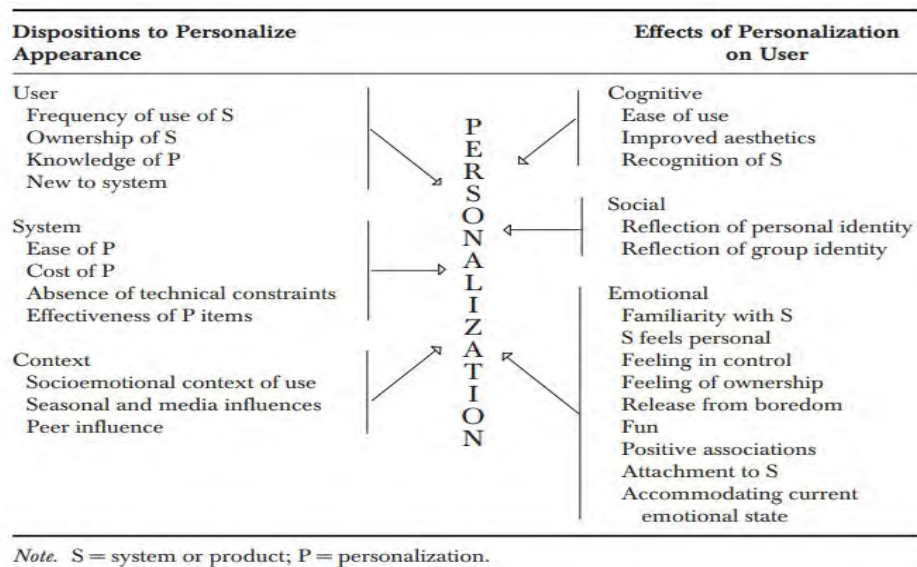 Dispositions to Personalize
Appearance
Effects of Personalization
on User
User
Frequency of use of S
Ownership of S
Knowledge of P
New to system
System
Ease of P
Cost of P
Absence of technical constraints
Effectiveness of P items
Context
Socioemotional context of use
Seasonal and media influences
Peer influence
PERSONALIZATION
Cognitive
Ease of use
Improved aesthetics
Recognition of S
Social
Reflection of personal identity
Reflection of group identity
Emotional
Familiarity with S
S feels personal
Feeling in control
Feeling of ownership
Release from boredom
Fun
Positive associations
Attachment to S
Accommodating current
emotional state
Note. S = system or product; P = personalization.